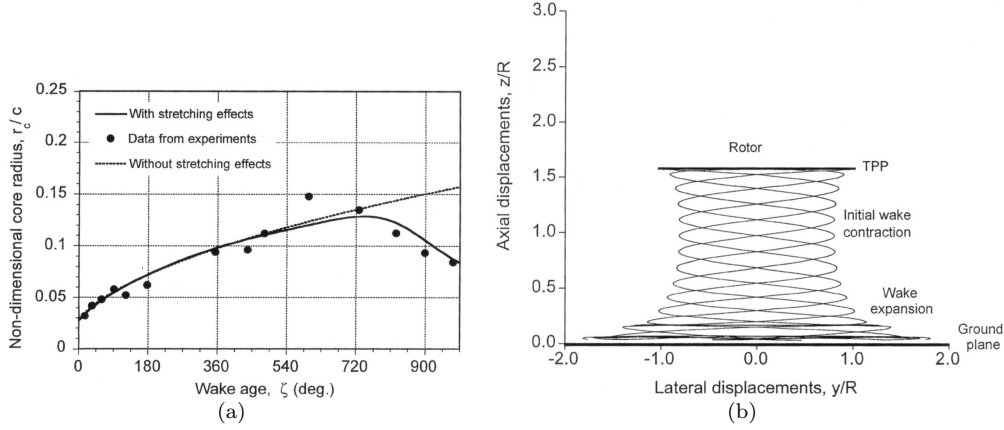 0.25
0.2
0.15
0.1
0.05
0
0 180 360 540 720 900
Non-dimensional core radius, r_c / c
Wake age, ζ (deg.)
With stretching effects
Data from experiments
Without stretching effects
(a)
3.0
2.5
2.0
1.5
1.0
0.5
0.0
-2.0 -1.0 0.0 1.0 2.0
Axial displacements, z/R
Lateral displacements, y/R
Rotor
TPP
Initial wake
contraction
Wake
expansion
Ground
plane
(b)